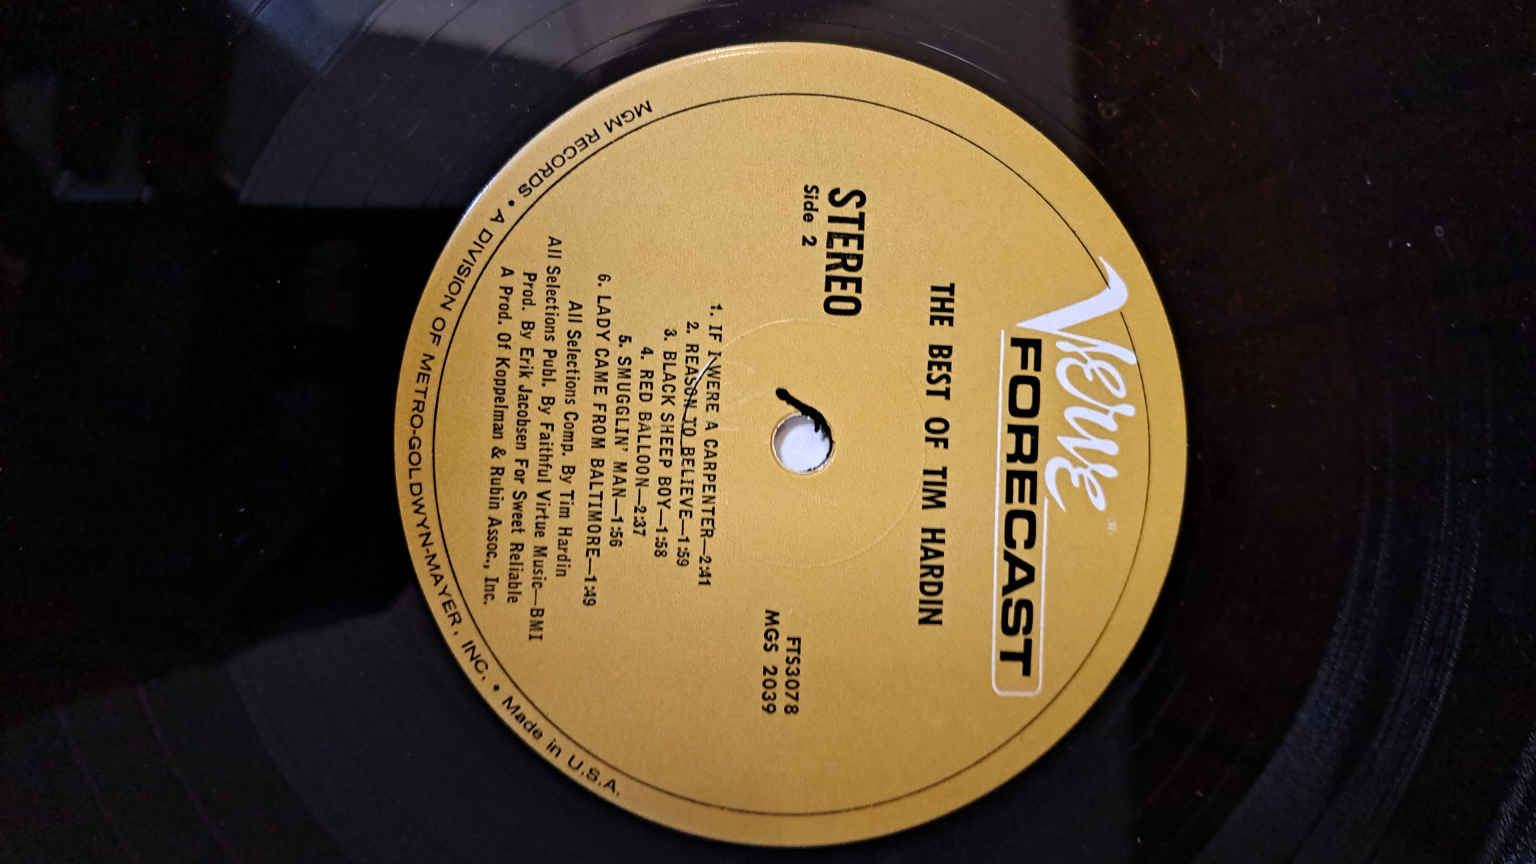 Verve
FORECAST
THE BEST OF TIM HARDIN
STEREO
Side 2
FTS3078
MGS 2039
1. IF I WERE A CARPENTER—2:41
2. REASON TO BELIEVE—1:59
3. BLACK SHEEP BOY—1:58
4. RED BALLOON—2:37
5. SMUGGLIN' MAN—1:56
6. LADY CAME FROM BALTIMORE—1:49
All Selections Comp. By Tim Hardin
All Selections Publ. By Faithful Virtue Music—BMI
Prod. By Erik Jacobsen For Sweet Reliable
A Prod. Of Koppelman & Rubin Assoc., Inc.
MGM RECORDS • A DIVISION OF METRO-GOLDWYN-MAYER, INC. • Made in U.S.A.